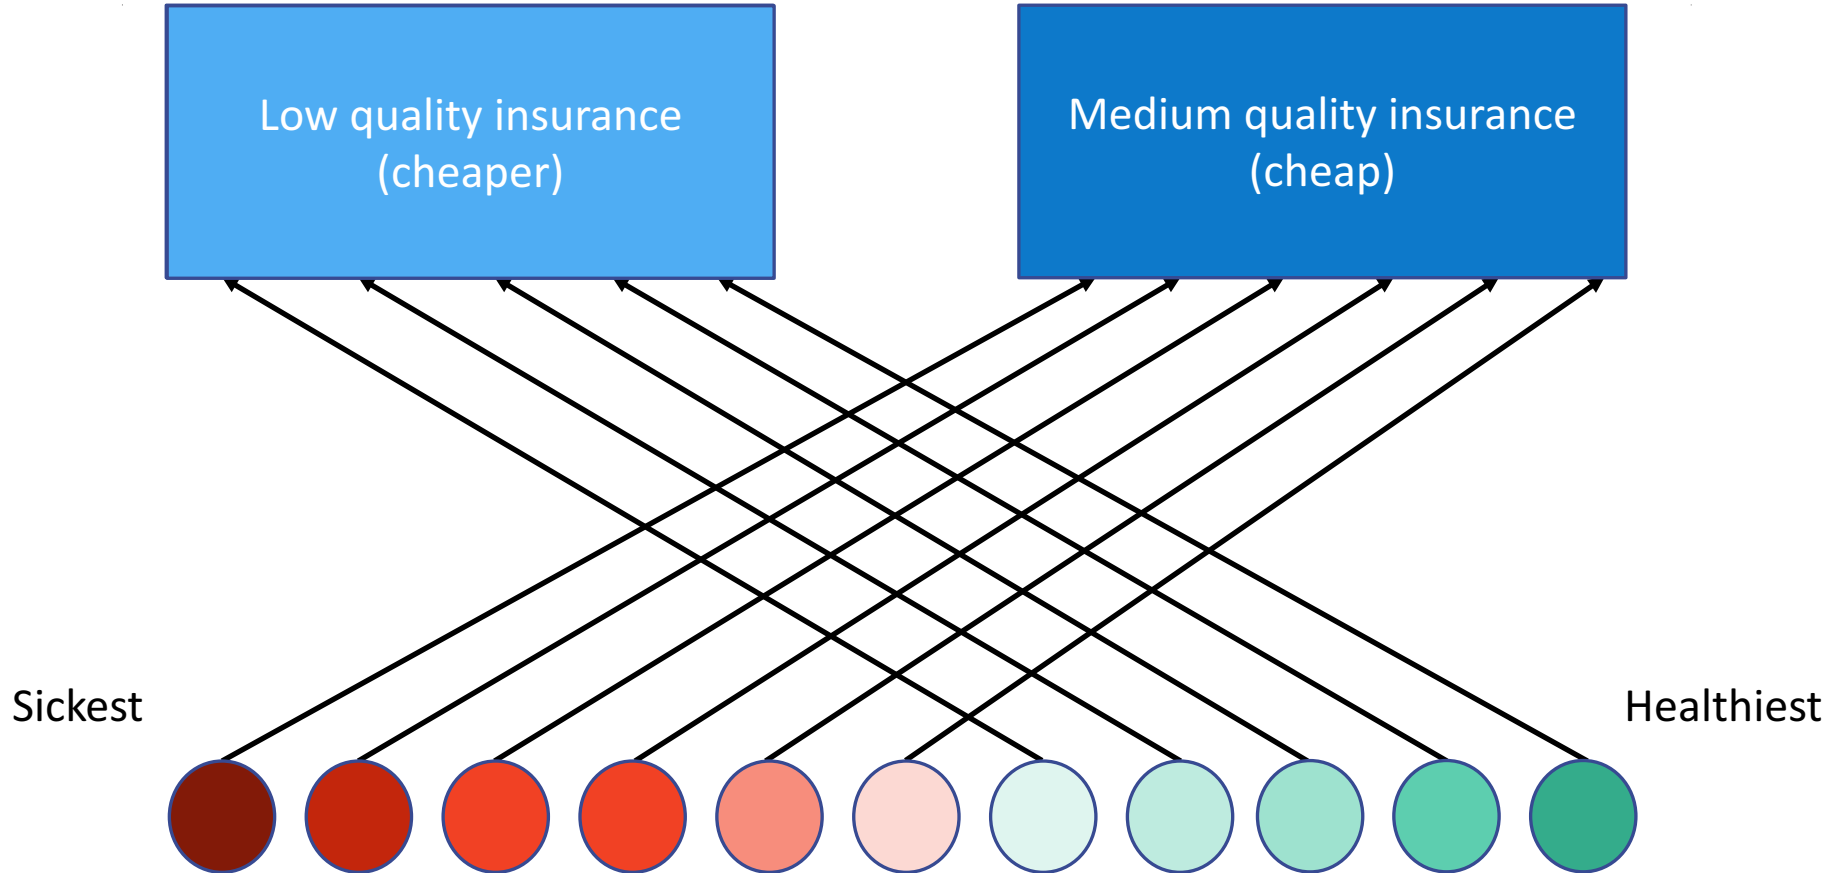 Low quality insurance
(cheaper)
Medium quality insurance
(cheap)
Sickest
Healthiest